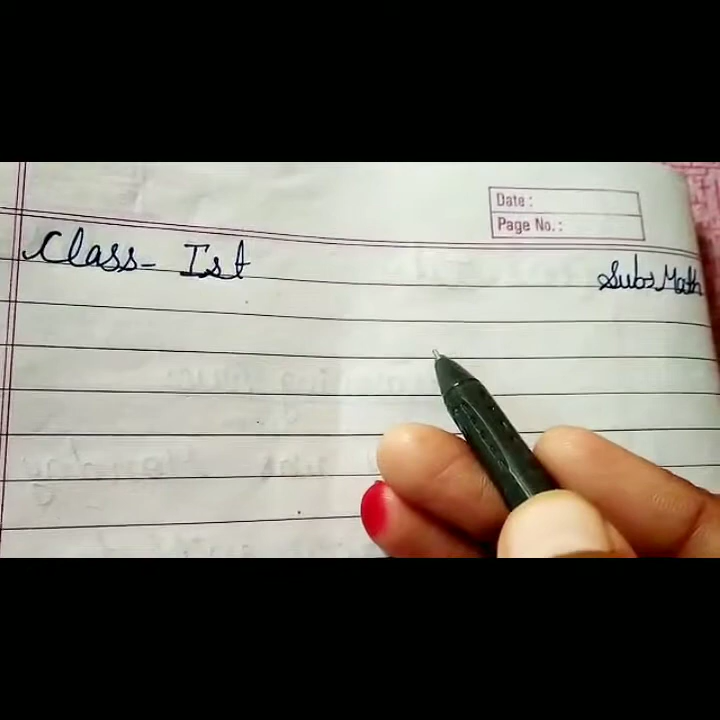 Date :
Page No. :
Class- Ist
Sub:- Math